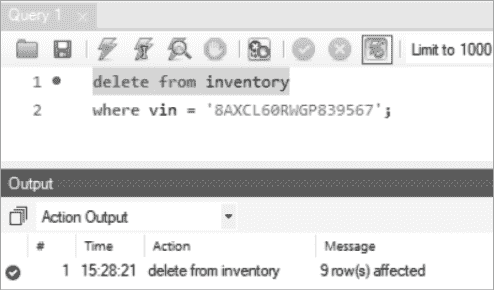 Query 1
Limit to 1000
1 delete from inventory
2 where vin = '8AXCL60RWGP839567';
Output
Action Output
# Time Action Message
1 15:28:21 delete from inventory 9 row(s) affected